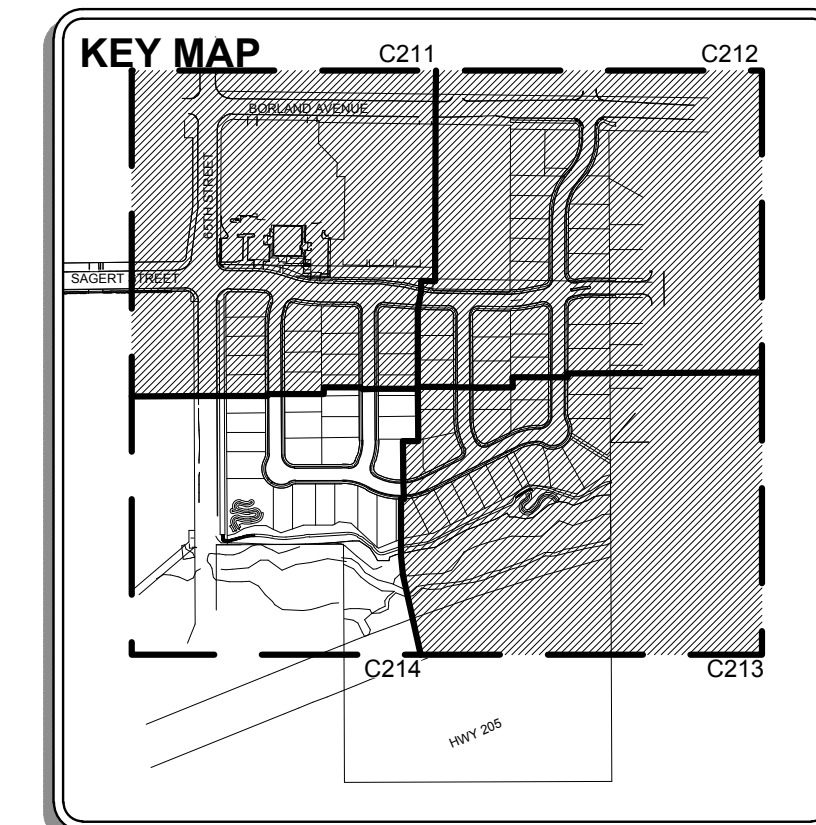 KEY MAP
C211
C212
BORLAND AVENUE
65TH STREET
SAGERT STREET
C214
C213
HWY 205